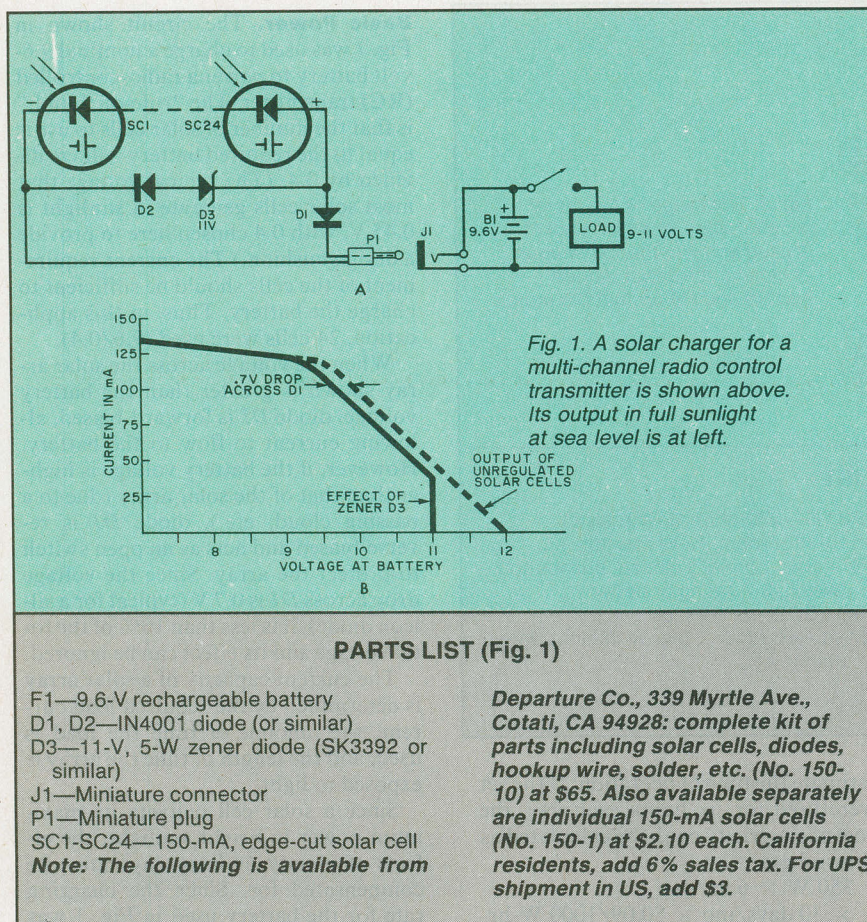 SC1
SC24
D2
D3
11V
D1
P1
J1
B1
9.6V
LOAD
9-11 VOLTS
A
Fig. 1. A solar charger for a
multi-channel radio control
transmitter is shown above.
Its output in full sunlight
at sea level is at left.
CURRENT IN mA
150
125
100
75
50
25
.7V DROP
ACROSS D1
OUTPUT OF
UNREGULATED
SOLAR CELLS
EFFECT OF
ZENER D3
8 9 10 11 12
VOLTAGE AT BATTERY
B
PARTS LIST (Fig. 1)
F1—9.6-V rechargeable battery
D1, D2—IN4001 diode (or similar)
D3—11-V, 5-W zener diode (SK3392 or
similar)
J1—Miniature connector
P1—Miniature plug
SC1-SC24—150-mA, edge-cut solar cell
Note: The following is available from
Departure Co., 339 Myrtle Ave.,
Cotati, CA 94928: complete kit of
parts including solar cells, diodes,
hookup wire, solder, etc. (No. 150-
10) at $65. Also available separately
are individual 150-mA solar cells
(No. 150-1) at $2.10 each. California
residents, add 6% sales tax. For UPS
shipment in US, add $3.